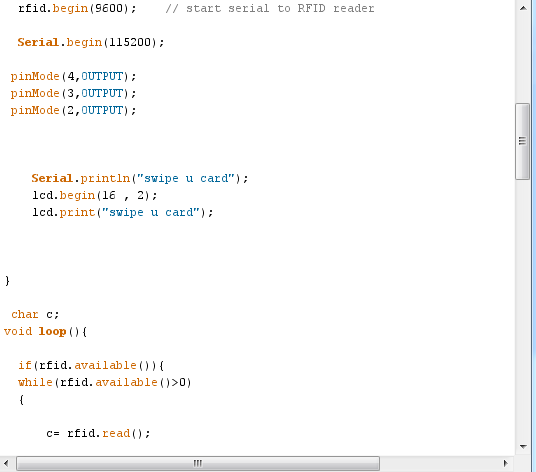 rfid.begin(9600);    // start serial to RFID reader
Serial.begin(115200);
pinMode(4,OUTPUT);
pinMode(3,OUTPUT);
pinMode(2,OUTPUT);
Serial.println("swipe u card");
lcd.begin(16 , 2);
lcd.print("swipe u card");
}
char c;
void loop(){
if(rfid.available()){
while(rfid.available()>0)
{
c= rfid.read();